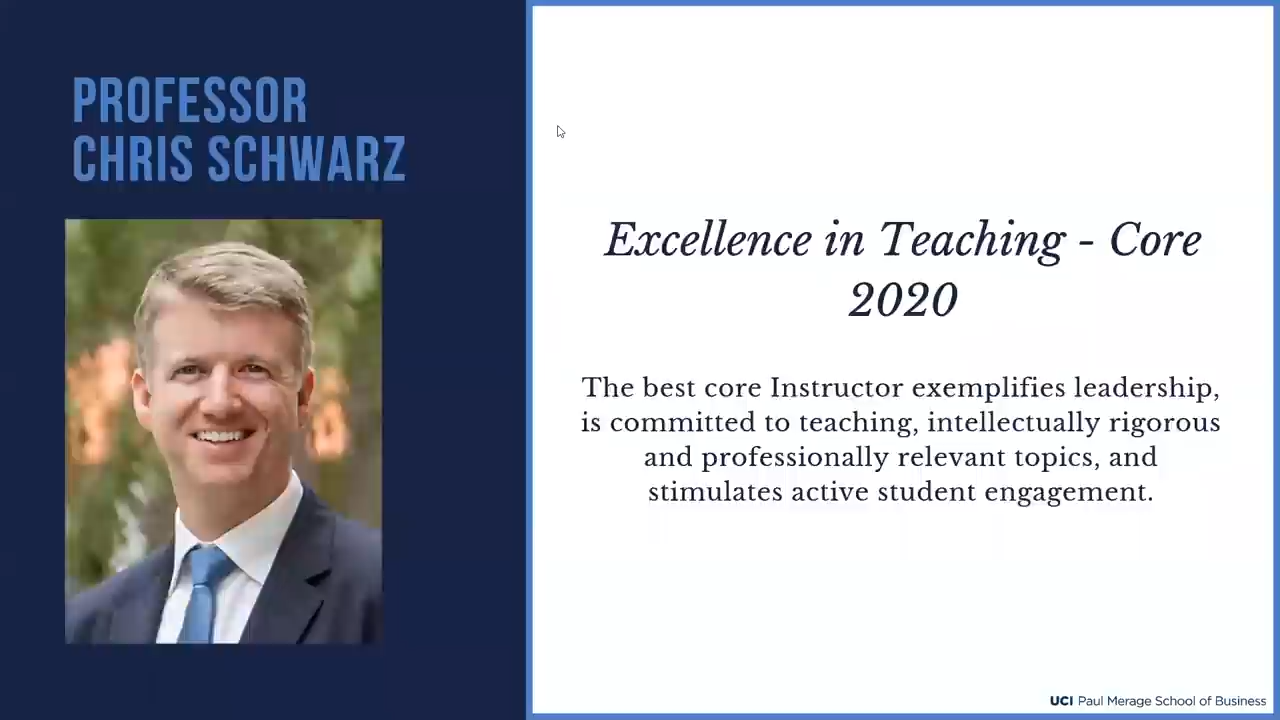 PROFESSOR
CHRIS SCHWARZ
Excellence in Teaching - Core
2020
The best core Instructor exemplifies leadership,
is committed to teaching, intellectually rigorous
and professionally relevant topics, and
stimulates active student engagement.
UCI Paul Merage School of Business